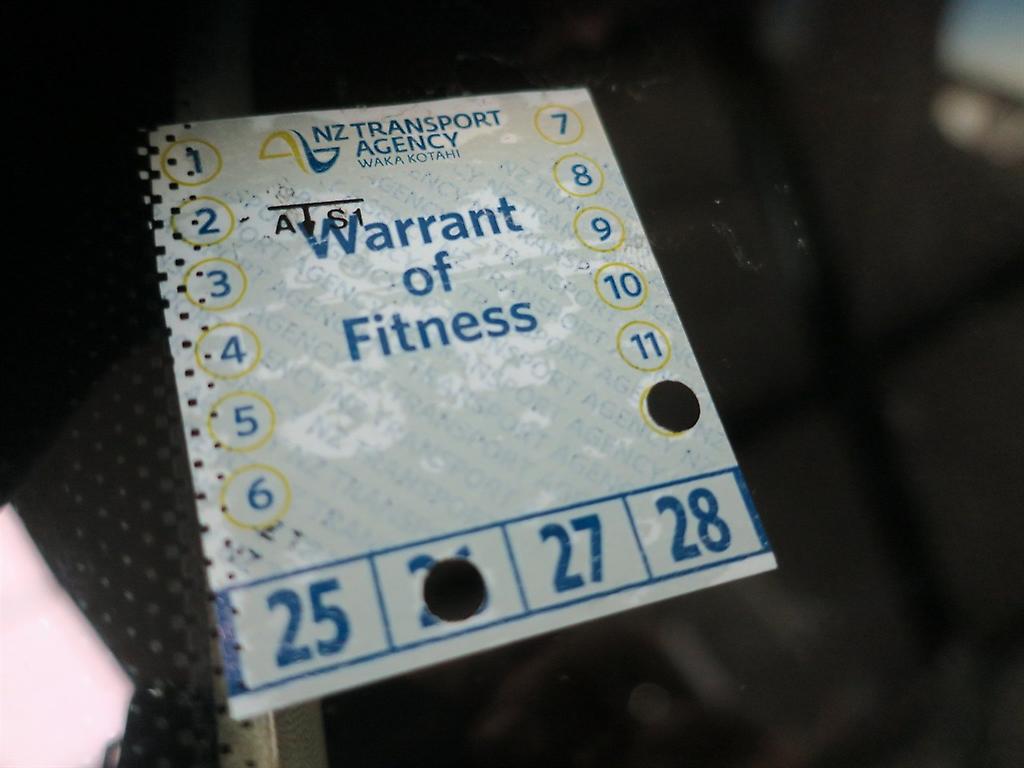 NZ TRANSPORT
AGENCY
WAKA KOTAHI
1
2
3
4
5
6
7
8
9
10
11
A S1
Warrant
of
Fitness
25
27
28